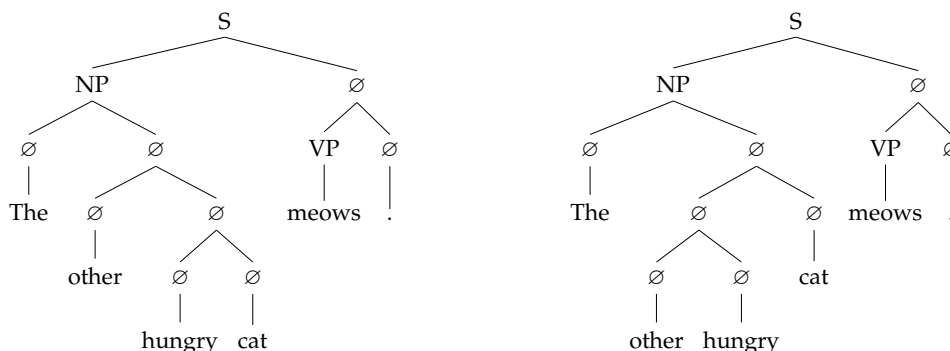 S S
NP ∅ NP ∅
∅ ∅ VP ∅ ∅ ∅ VP ∅
The ∅ ∅ meows . The ∅ ∅ meows .
other ∅ ∅ ∅ ∅ cat
hungry cat other hungry